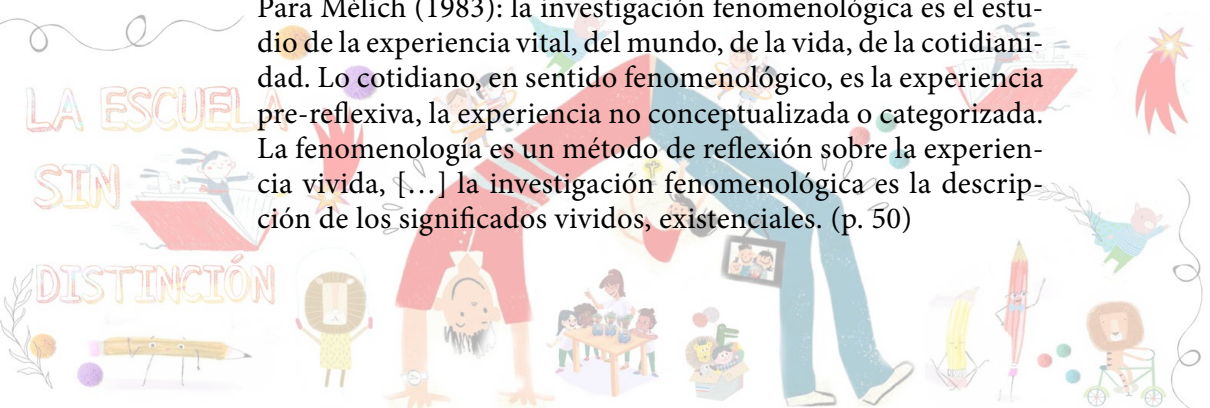 Para Mélich (1983): la investigación fenomenológica es el estu-
dio de la experiencia vital, del mundo, de la vida, de la cotidiani-
dad. Lo cotidiano, en sentido fenomenológico, es la experiencia
pre-reflexiva, la experiencia no conceptualizada o categorizada.
La fenomenología es un método de reflexión sobre la experien-
cia vivida, […] la investigación fenomenológica es la descrip-
ción de los significados vividos, existenciales. (p. 50)
LA ESCUELA
SIN
DISTINCIÓN